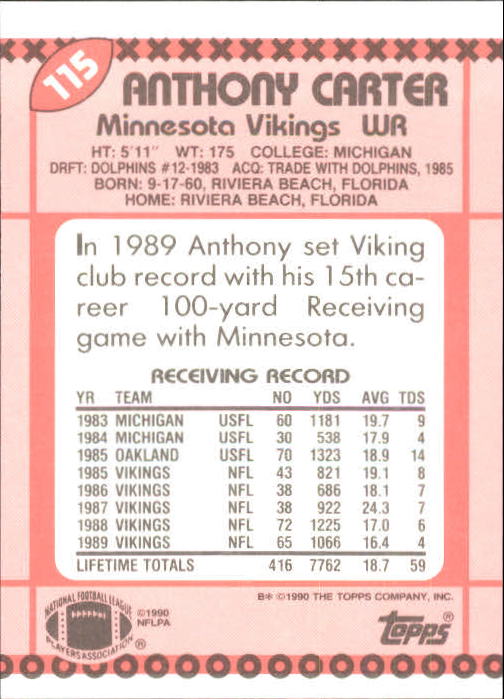 115
ANTHONY CARTER
Minnesota Vikings WR
HT: 5'11" WT: 175 COLLEGE: MICHIGAN
DRFT: DOLPHINS #12-1983 ACQ: TRADE WITH DOLPHINS, 1985
BORN: 9-17-60, RIVIERA BEACH, FLORIDA
HOME: RIVIERA BEACH, FLORIDA
In 1989 Anthony set Viking
club record with his 15th ca-
reer 100-yard Receiving
game with Minnesota.
RECEIVING RECORD
YR TEAM NO YDS AVG TDS
1983 MICHIGAN USFL 60 1181 19.7 9
1984 MICHIGAN USFL 30 538 17.9 4
1985 OAKLAND USFL 70 1323 18.9 14
1985 VIKINGS NFL 43 821 19.1 8
1986 VIKINGS NFL 38 686 18.1 7
1987 VIKINGS NFL 38 922 24.3 7
1988 VIKINGS NFL 72 1225 17.0 6
1989 VIKINGS NFL 65 1066 16.4 4
LIFETIME TOTALS 416 7762 18.7 59
B* ©1990 THE TOPPS COMPANY, INC.
NATIONAL FOOTBALL LEAGUE
PLAYERS ASSOCIATION ®
©1990
NFLPA
topps ®